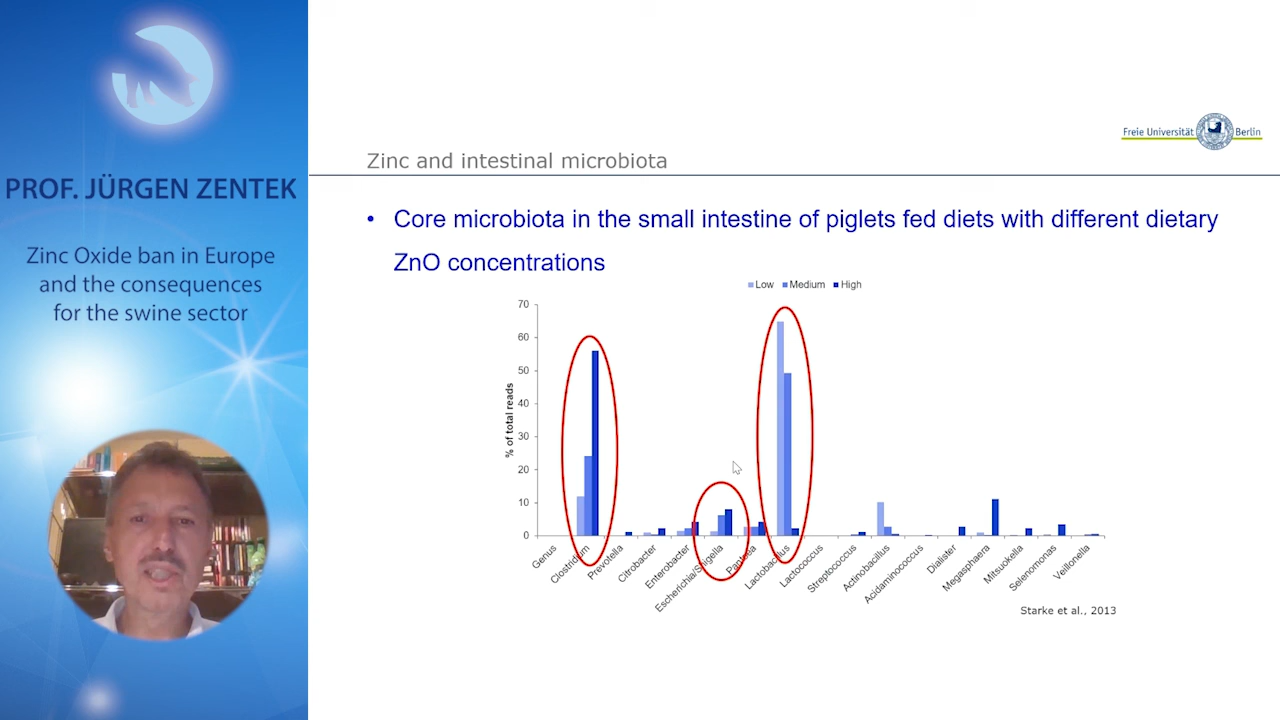 PROF. JÜRGEN ZENTEK
Zinc Oxide ban in Europe
and the consequences
for the swine sector
Freie Universität Berlin
Zinc and intestinal microbiota
• Core microbiota in the small intestine of piglets fed diets with different dietary
ZnO concentrations
Low Medium High
% of total reads
70
60
50
40
30
20
10
0
Genus
Clostridium
Prevotella
Citrobacter
Enterobacter
Escherichia/Shigella
Pantoea
Lactobacillus
Lactococcus
Streptococcus
Actinobacillus
Acidaminococcus
Dialister
Megasphaera
Mitsuokella
Selenomonas
Veillonella
Starke et al., 2013